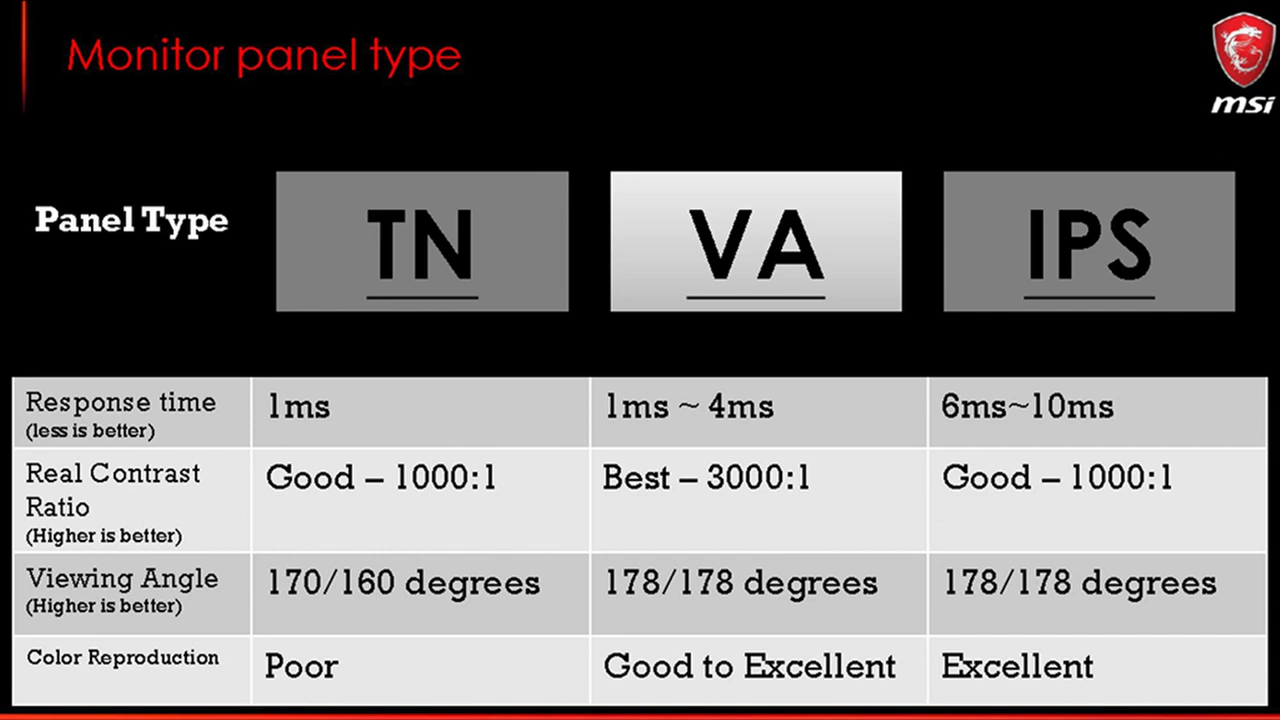 Monitor panel type
msi
Panel Type
TN
VA
IPS
Response time
(less is better)
1ms
1ms ~ 4ms
6ms~10ms
Real Contrast
Ratio
(Higher is better)
Good – 1000:1
Best – 3000:1
Good – 1000:1
Viewing Angle
(Higher is better)
170/160 degrees
178/178 degrees
178/178 degrees
Color Reproduction
Poor
Good to Excellent
Excellent